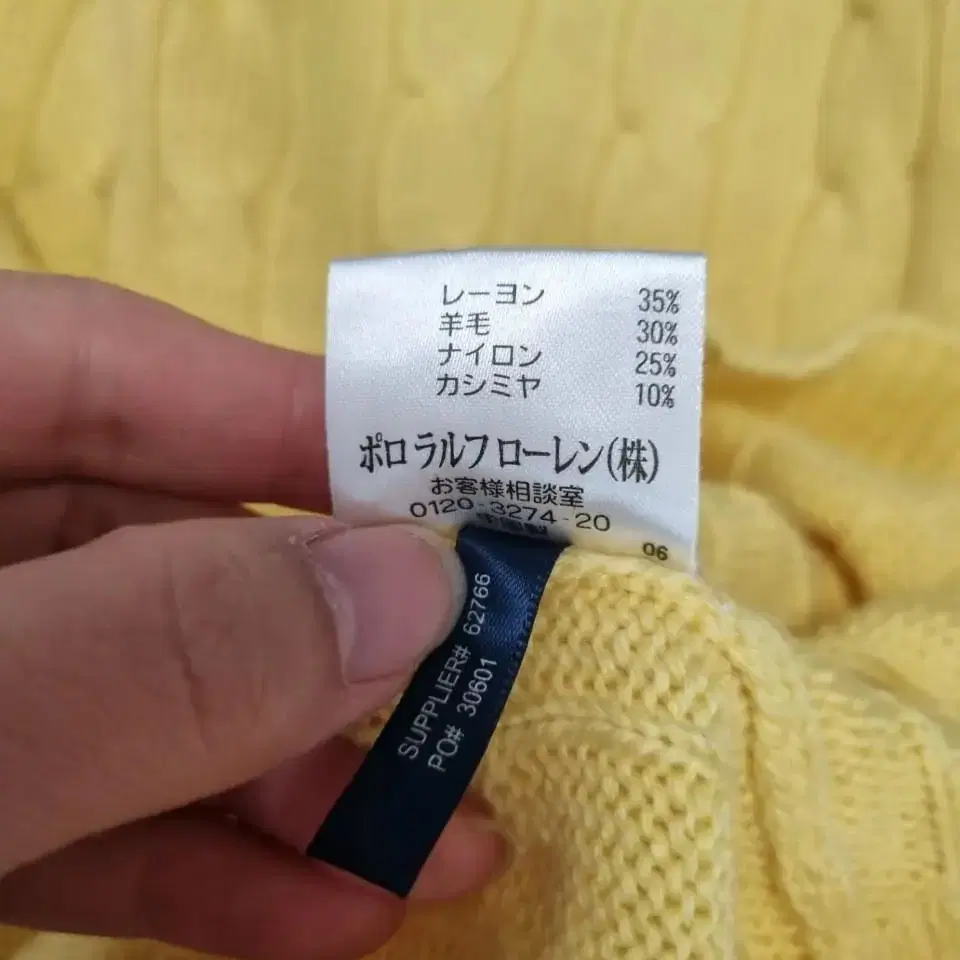 レーヨン 35%
羊毛 30%
ナイロン 25%
カシミヤ 10%
ポロ ラルフ ローレン(株)
お客様相談室
0120-3274-20
06
SUPPLIER# 62766
PO# 30601